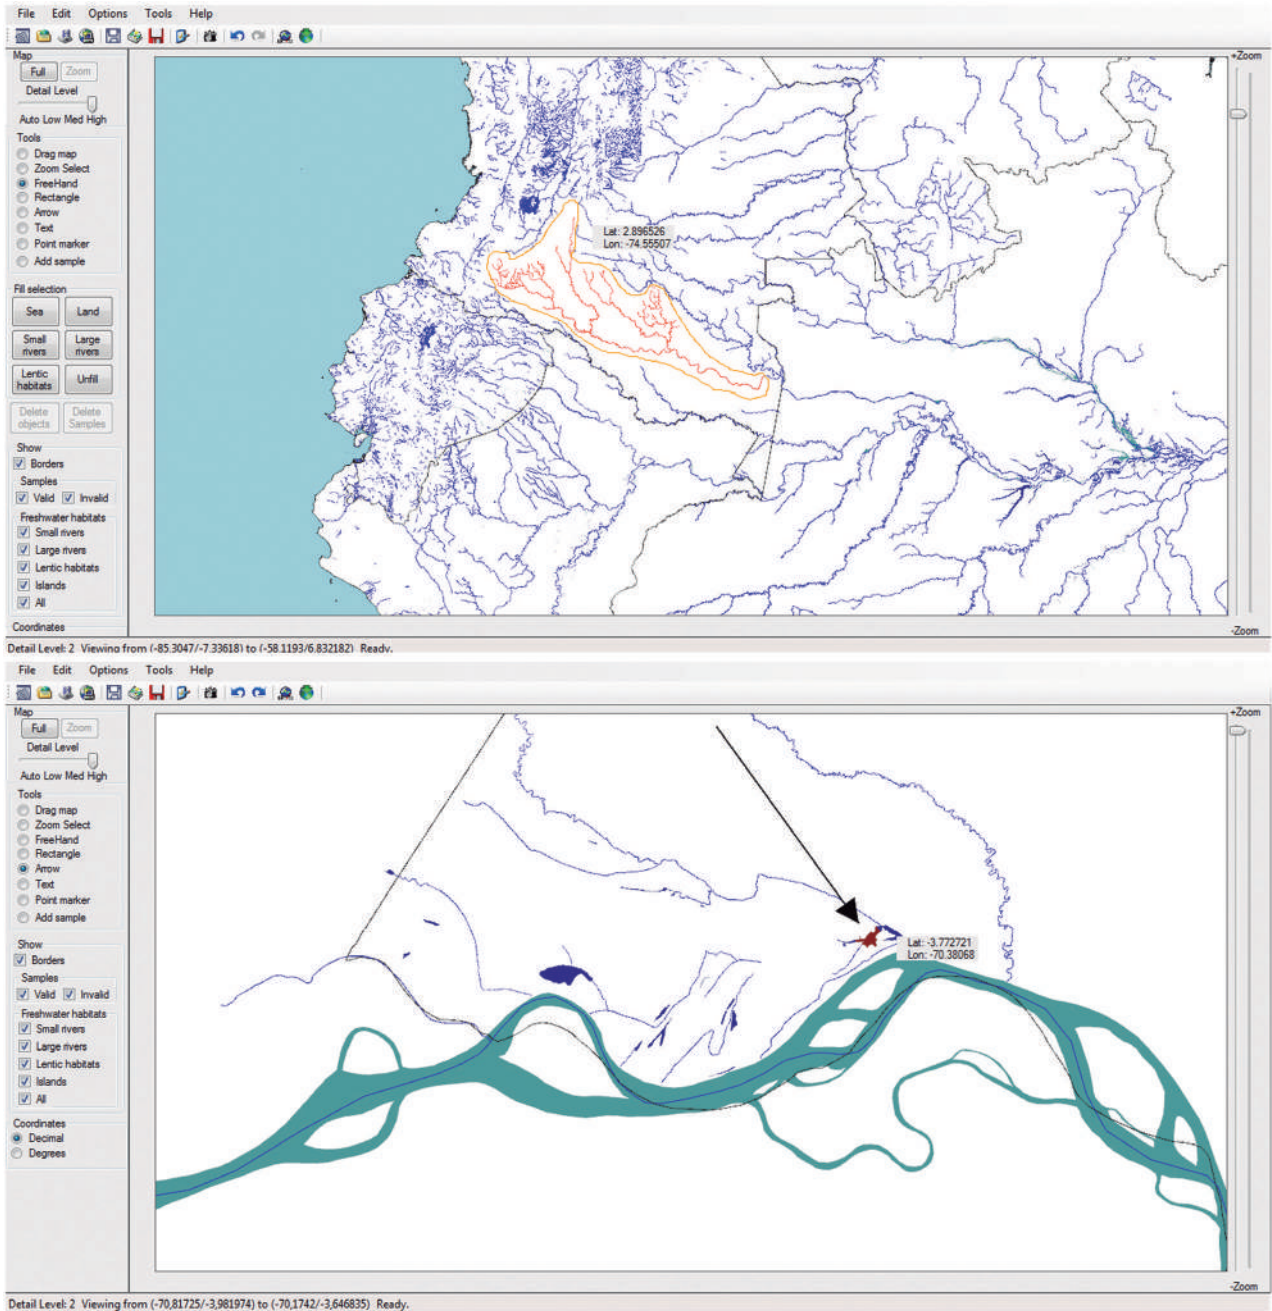 File Edit Options Tools Help
Map
Full Zoom
Detail Level
Auto Low Med High
Tools
Drag map
Zoom Select
FreeHand
Rectangle
Arrow
Text
Point marker
Add sample
Fill selection
Sea Land
Small rivers Large rivers
Lentic habitats Unfill
Delete objects Delete Samples
Show
Borders
Samples
Valid Invalid
Freshwater habitats
Small rivers
Large rivers
Lentic habitats
Islands
All
Coordinates
+Zoom
Lat: 2.896526
Lon: -74.55507
-Zoom
Detail Level: 2 Viewing from (-85.3047/-7.33618) to (-58.1193/6.832182) Ready.
File Edit Options Tools Help
Map
Full Zoom
Detail Level
Auto Low Med High
Tools
Drag map
Zoom Select
FreeHand
Rectangle
Arrow
Text
Point marker
Add sample
Show
Borders
Samples
Valid Invalid
Freshwater habitats
Small rivers
Large rivers
Lentic habitats
Islands
All
Coordinates
Decimal
Degrees
+Zoom
Lat: -3.772721
Lon: -70.38068
-Zoom
Detail Level: 2 Viewing from (-70,81725/-3,981974) to (-70,1742/-3,646835) Ready.